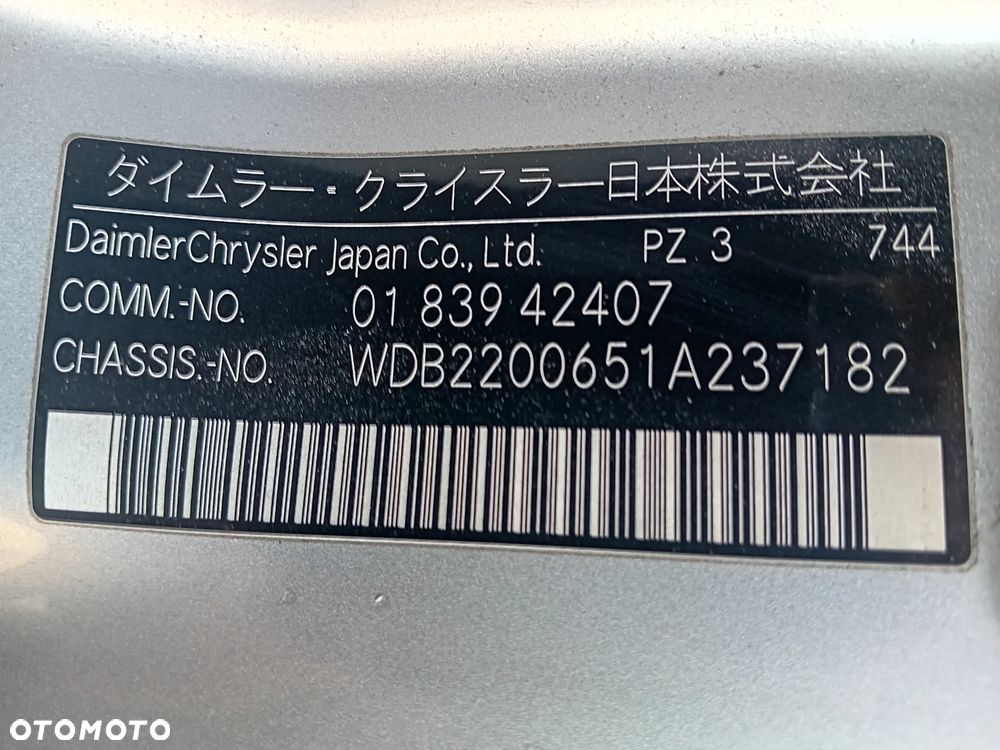 ダイムラー・クライスラー日本株式会社
DaimlerChrysler Japan Co., Ltd. PZ 3 744
COMM.-NO. 01 839 42407
CHASSIS.-NO. WDB2200651A237182
OTOMOTO